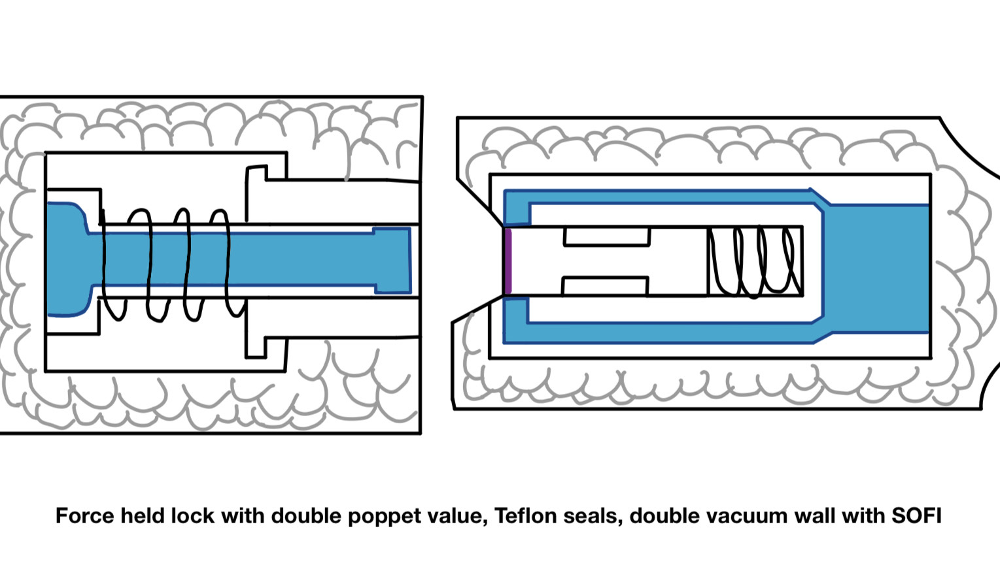 Force held lock with double poppet value, Teflon seals, double vacuum wall with SOFI